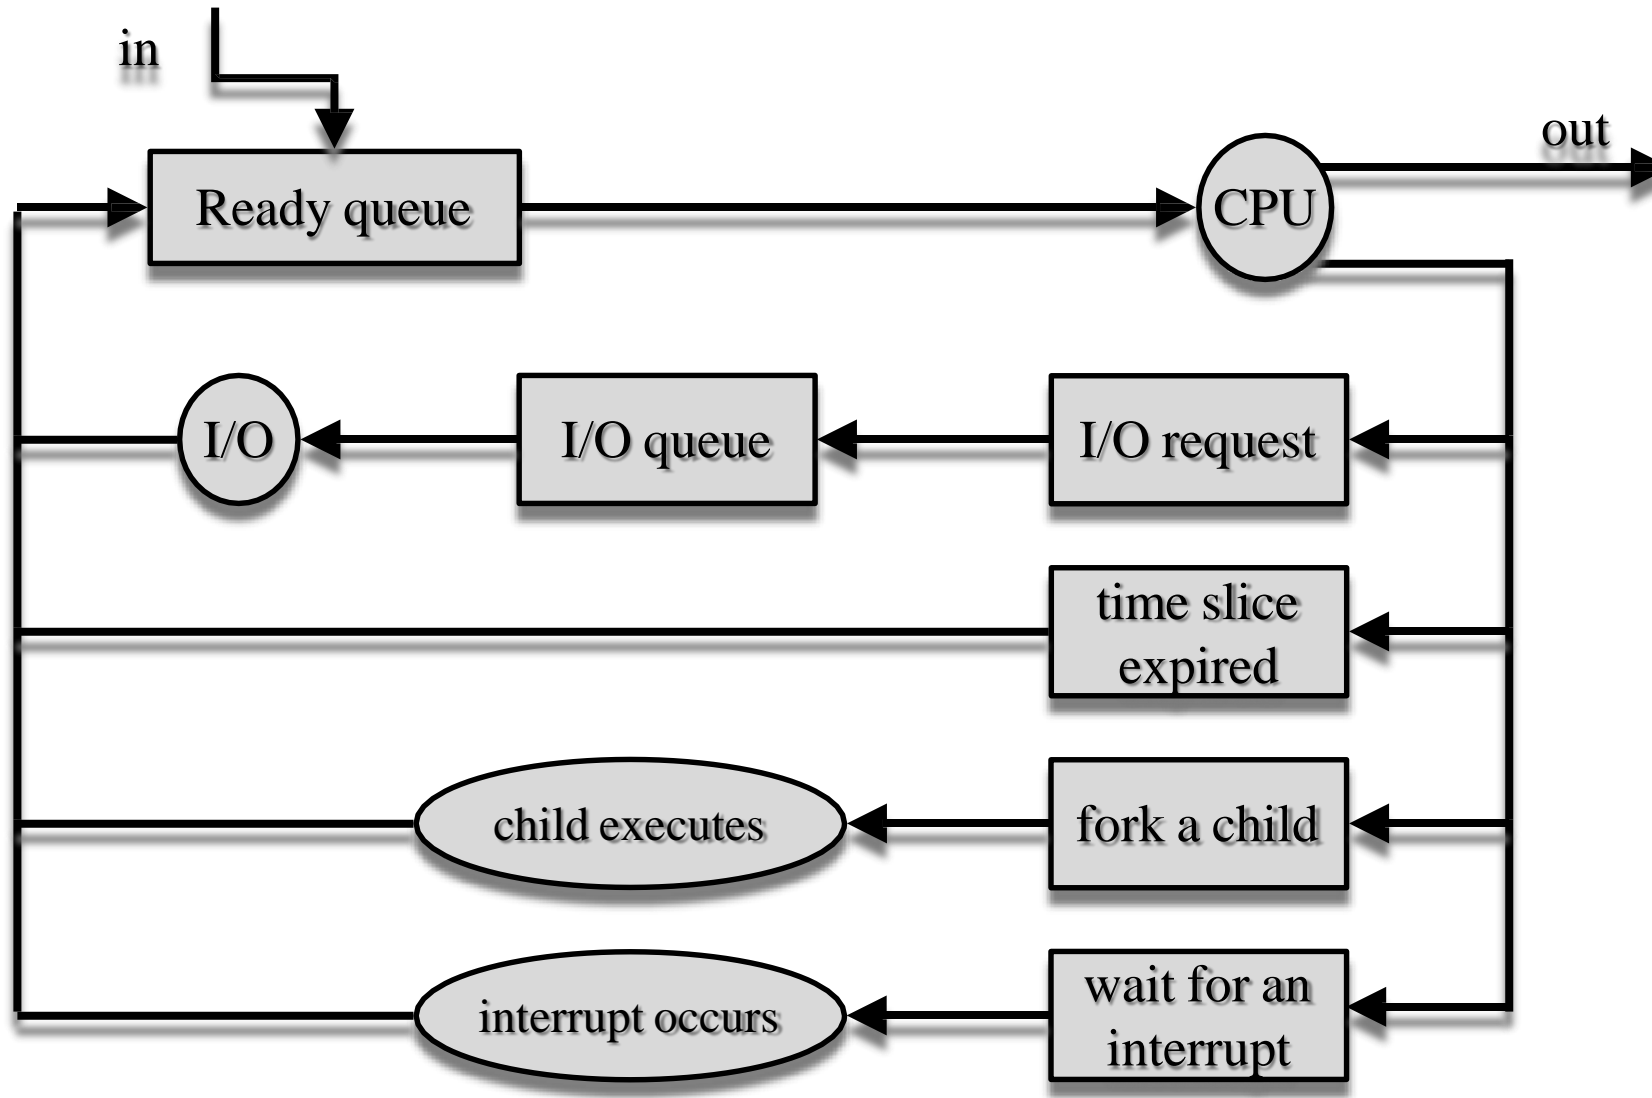 in
out
Ready queue
CPU
I/O
I/O queue
I/O request
time slice
expired
child executes
fork a child
interrupt occurs
wait for an
interrupt